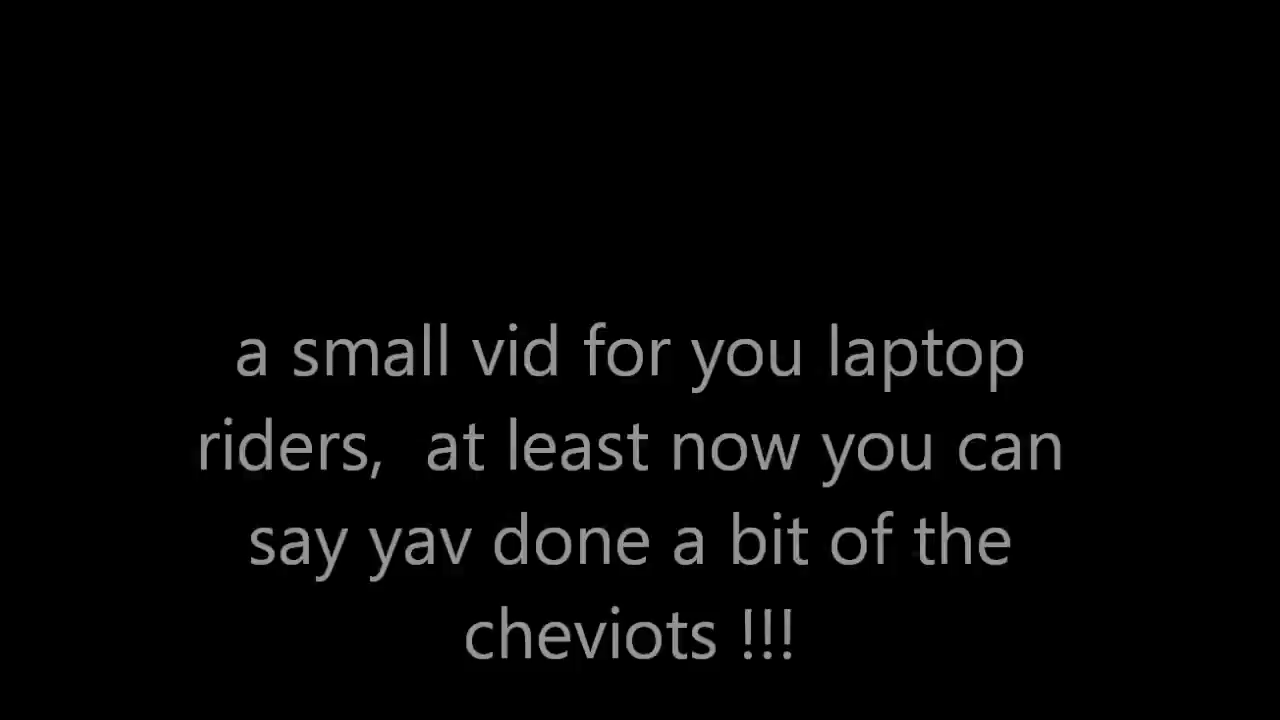 a small vid for you laptop
riders,  at least now you can
say yav done a bit of the
cheviots !!!